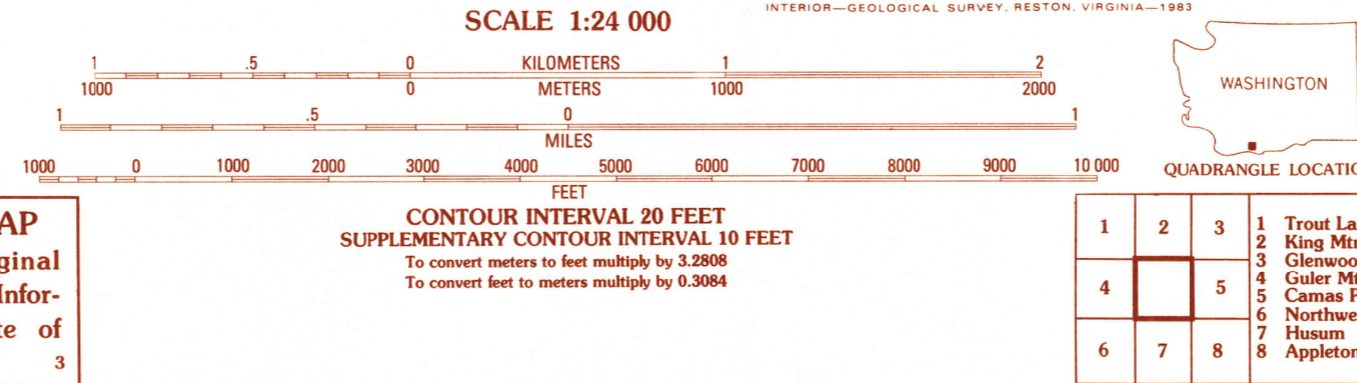 INTERIOR—GEOLOGICAL SURVEY, RESTON, VIRGINIA—1983
SCALE 1:24 000
1 .5 0 KILOMETERS 1 2
1000 0 METERS 1000 2000
1 .5 0 1
MILES
1000 0 1000 2000 3000 4000 5000 6000 7000 8000 9000 10 000
FEET
CONTOUR INTERVAL 20 FEET
SUPPLEMENTARY CONTOUR INTERVAL 10 FEET
To convert meters to feet multiply by 3.2808
To convert feet to meters multiply by 0.3084
WASHINGTON
QUADRANGLE LOCATIO
AP
ginal
Infor-
te of
3
1 2 3
4 5
6 7 8
1 Trout La
2 King Mtn
3 Glenwoo
4 Guler Mt
5 Camas P
6 Northwe
7 Husum
8 Appleton